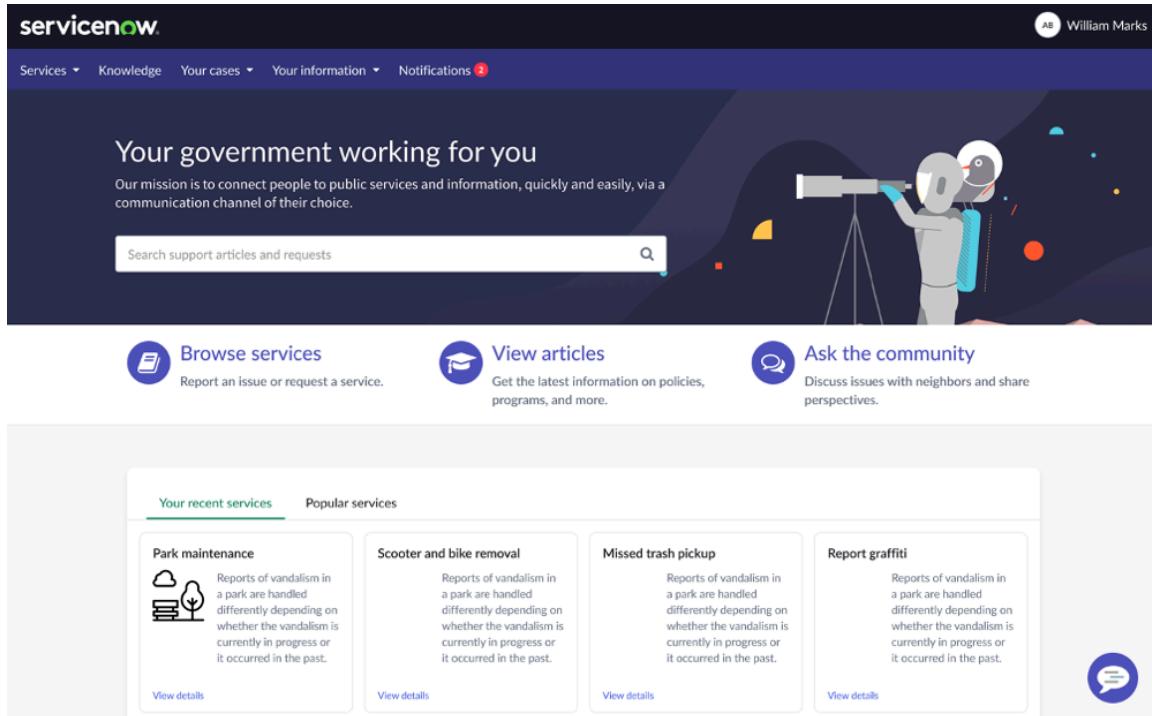 servicenow.
AB William Marks
Services Knowledge Your cases Your information Notifications 2
Your government working for you
Our mission is to connect people to public services and information, quickly and easily, via a
communication channel of their choice.
Search support articles and requests
Browse services
Report an issue or request a service.
View articles
Get the latest information on policies,
programs, and more.
Ask the community
Discuss issues with neighbors and share
perspectives.
Your recent services Popular services
Park maintenance
Reports of vandalism in
a park are handled
differently depending on
whether the vandalism is
currently in progress or
it occurred in the past.
View details
Scooter and bike removal
Reports of vandalism in
a park are handled
differently depending on
whether the vandalism is
currently in progress or
it occurred in the past.
View details
Missed trash pickup
Reports of vandalism in
a park are handled
differently depending on
whether the vandalism is
currently in progress or
it occurred in the past.
View details
Report graffiti
Reports of vandalism in
a park are handled
differently depending on
whether the vandalism is
currently in progress or
it occurred in the past.
View details